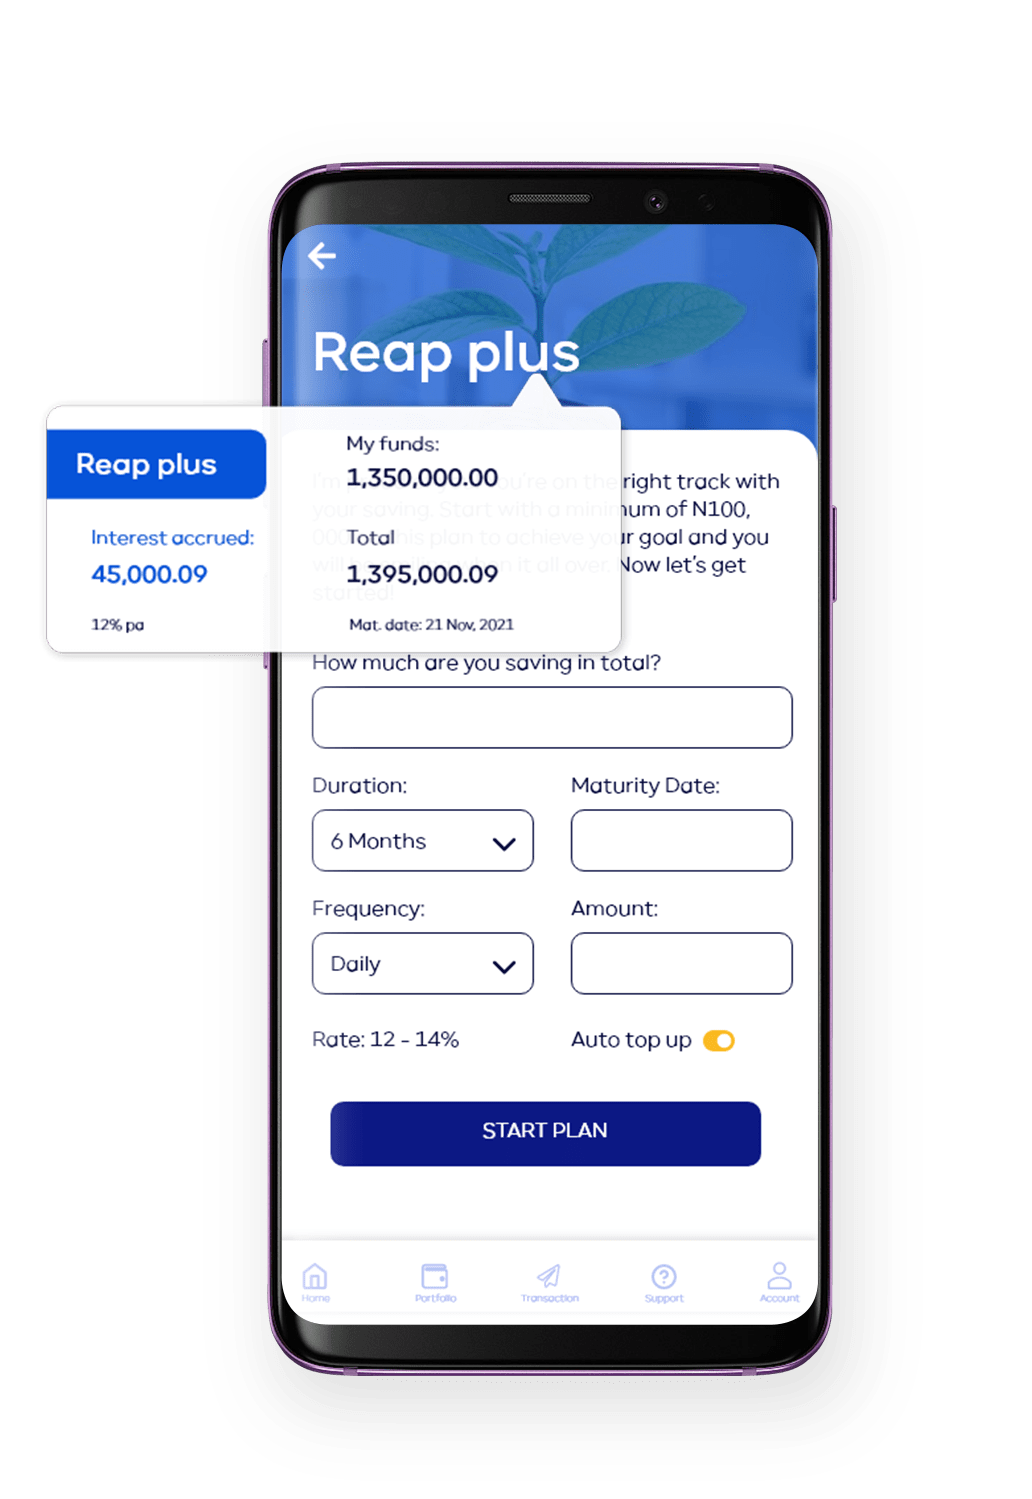 Reap plus
Reap plus
My funds:
1,350,000.00
Interest accrued:
45,000.09
Total
1,395,000.09
12% pa
Mat. date: 21 Nov, 2021
I'm you're on the right track with
your saving. Start with a minimum of N100,
000 this plan to achieve your goal and you
will when it all over. Now let's get
started!
How much are you saving in total?
Duration:
Maturity Date:
6 Months
Frequency:
Amount:
Daily
Rate: 12 - 14%
Auto top up
START PLAN
Home
Portfolio
Transaction
Support
Account